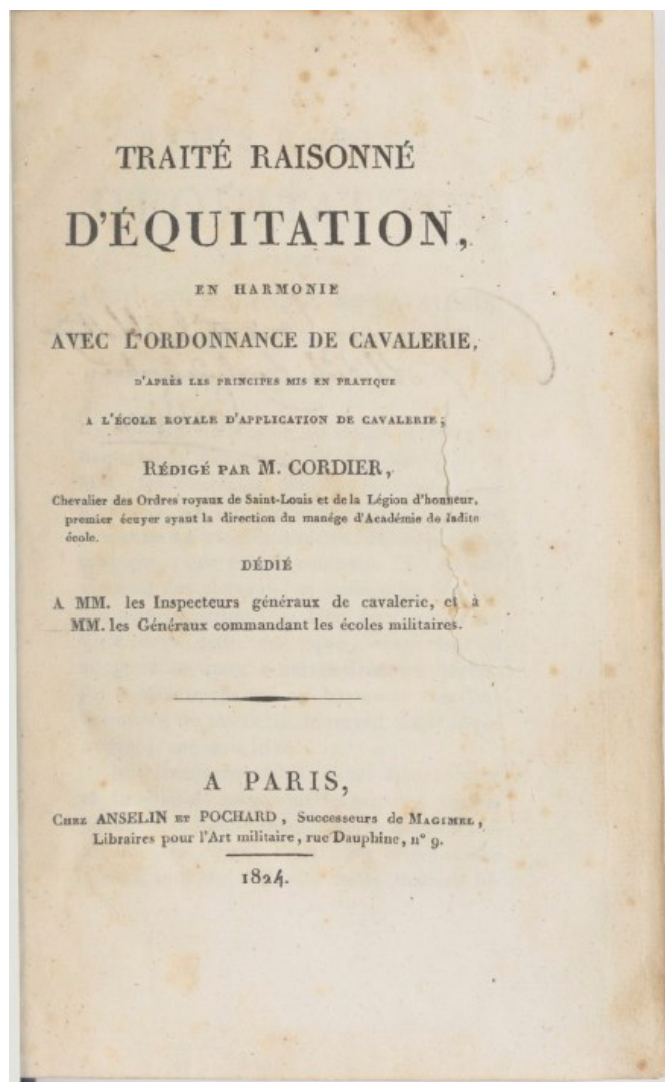 TRAITÉ RAISONNÉ
D'ÉQUITATION,
EN HARMONIE
AVEC L'ORDONNANCE DE CAVALERIE,
D'APRÈS LES PRINCIPES MIS EN PRATIQUE
A L'ÉCOLE ROYALE D'APPLICATION DE CAVALERIE;
RÉDIGÉ PAR M. CORDIER,
Chevalier des Ordres royaux de Saint-Louis et de la Légion d'honneur,
premier écuyer ayant la direction du manége d'Académie de ladite
école.
DÉDIÉ
A MM. les Inspecteurs généraux de cavalerie, et à
MM. les Généraux commandant les écoles militaires.
A PARIS,
CHEZ ANSELIN ET POCHARD, Successeurs de MAGIMEL,
Libraires pour l'Art militaire, rue Dauphine, n° 9.
1824.